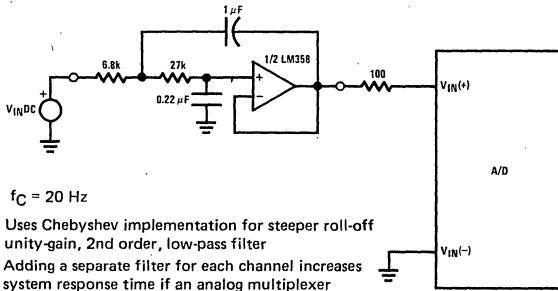 1 µF
6.8k
27k
1/2 LM358
100
VIN(+)
+
VINDC
0.22 µF
+
−
A/D
fC = 20 Hz
Uses Chebyshev implementation for steeper roll-off
unity-gain, 2nd order, low-pass filter
VIN(−)
Adding a separate filter for each channel increases
system response time if an analog multiplexer